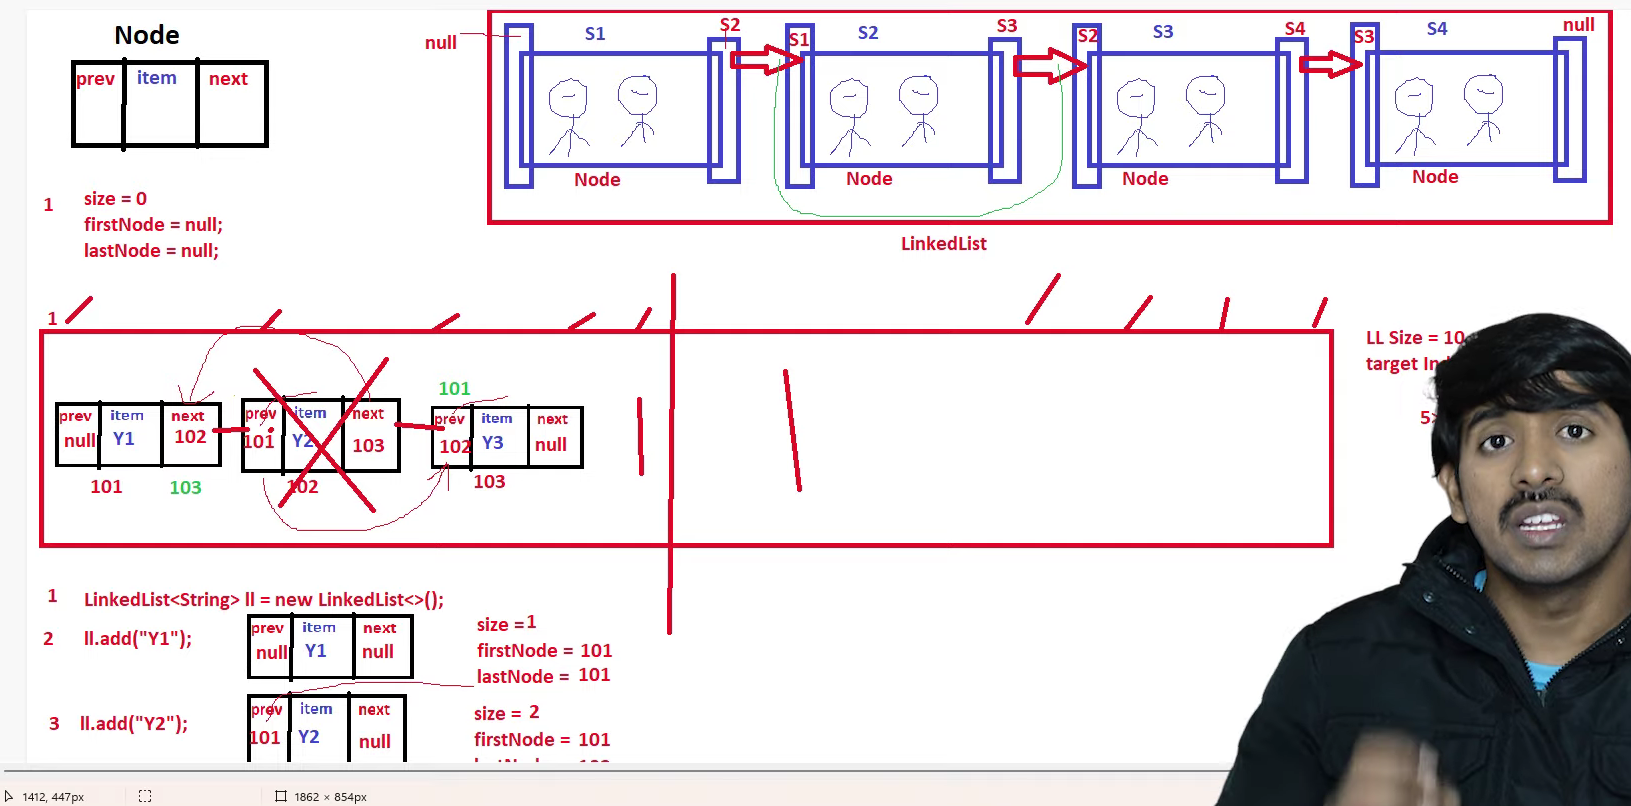 Node
prev item next
1 size = 0
firstNode = null;
lastNode = null;
null S1 S2 S1 S2 S3 S2 S3 S4 S3 S4 null
Node Node Node Node
LinkedList
1
LL Size = 10
target
5
101
prev item next
null Y1 102
101 103
prev item next
101 Y2 103
102
prev item next
102 Y3 null
103
1 LinkedList<String> ll = new LinkedList<>();
2 ll.add("Y1");
prev item next
null Y1 null
size = 1
firstNode = 101
lastNode = 101
3 ll.add("Y2");
prev item next
101 Y2 null
size = 2
firstNode = 101
1412, 447px
1862 × 854px